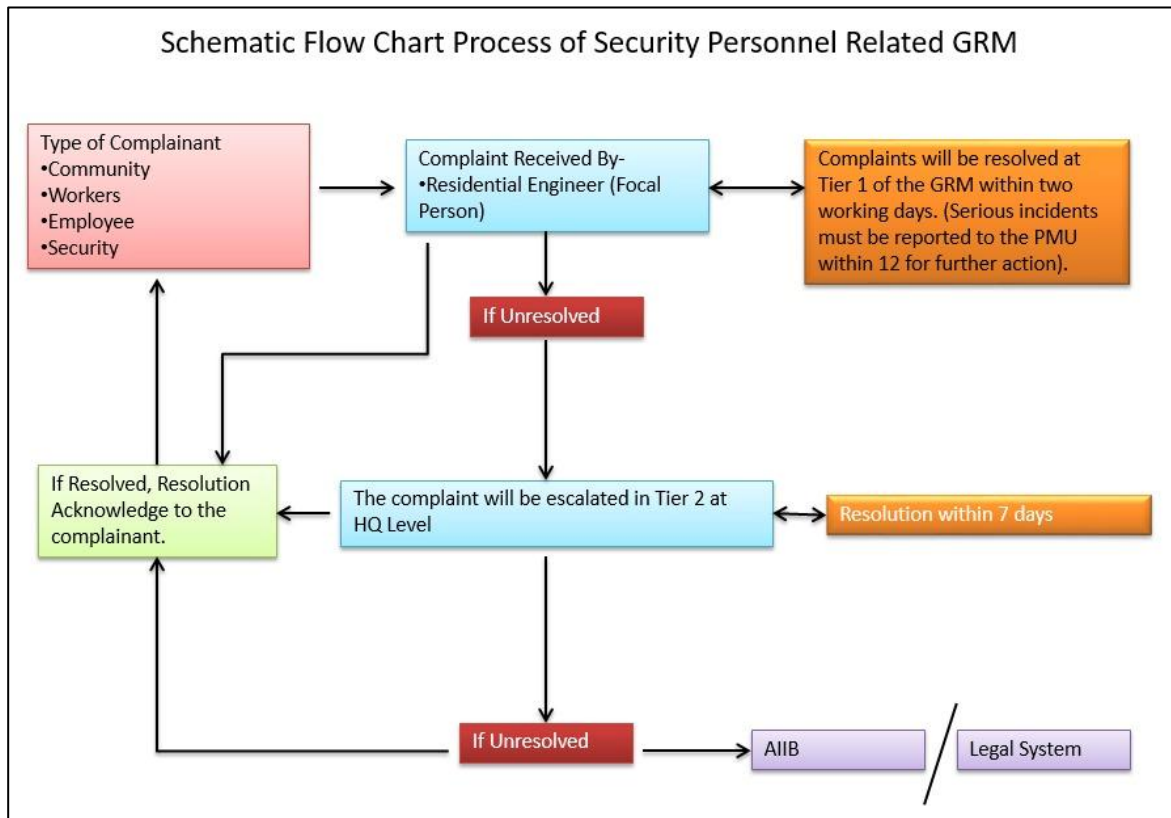 Schematic Flow Chart Process of Security Personnel Related GRM
Type of Complainant
•Community
•Workers
•Employee
•Security
Complaint Received By-
•Residential Engineer (Focal
Person)
Complaints will be resolved at
Tier 1 of the GRM within two
working days. (Serious incidents
must be reported to the PMU
within 12 for further action).
If Unresolved
If Resolved, Resolution
Acknowledge to the
complainant.
The complaint will be escalated in Tier 2 at
HQ Level
Resolution within 7 days
If Unresolved
AIIB
Legal System